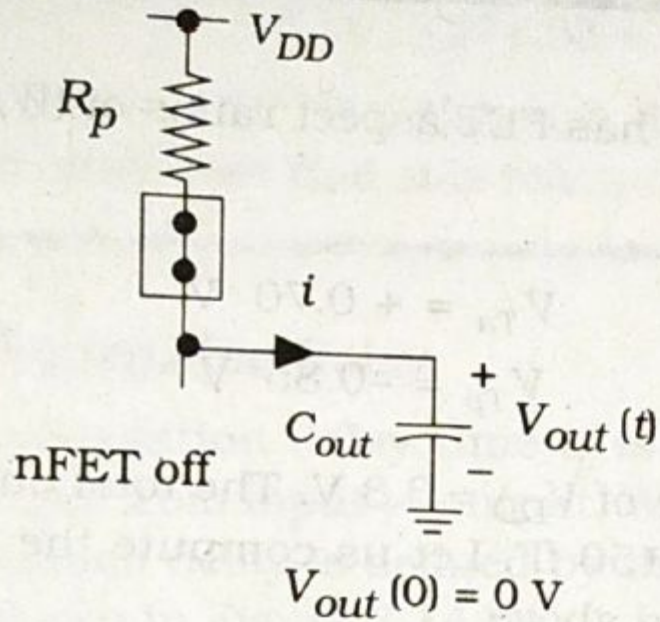 V_DD
R_p
i
+
C_out
V_out (t)
−
nFET off
V_out (0) = 0 V